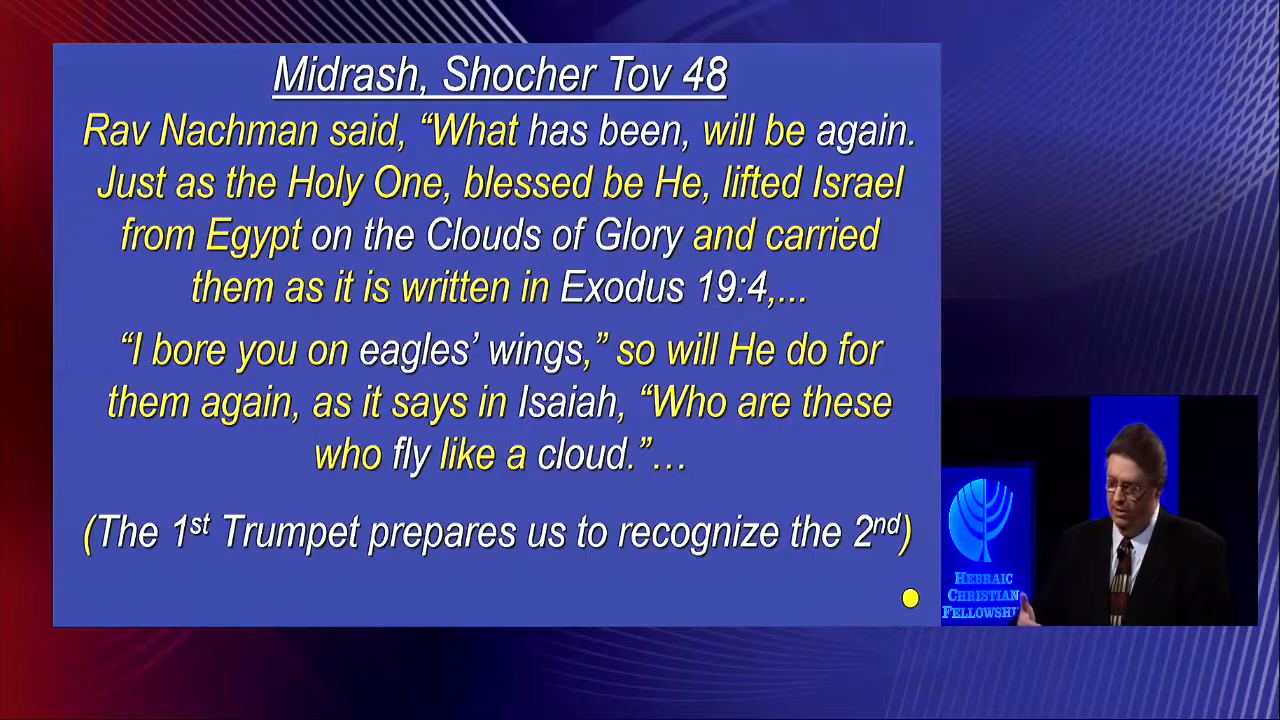 Midrash, Shocher Tov 48
Rav Nachman said, “What has been, will be again.
Just as the Holy One, blessed be He, lifted Israel
from Egypt on the Clouds of Glory and carried
them as it is written in Exodus 19:4,...
“I bore you on eagles’ wings,” so will He do for
them again, as it says in Isaiah, “Who are these
who fly like a cloud.”…
(The 1st Trumpet prepares us to recognize the 2nd)
HEBRAIC
CHRISTIAN
FELLOWSHIP